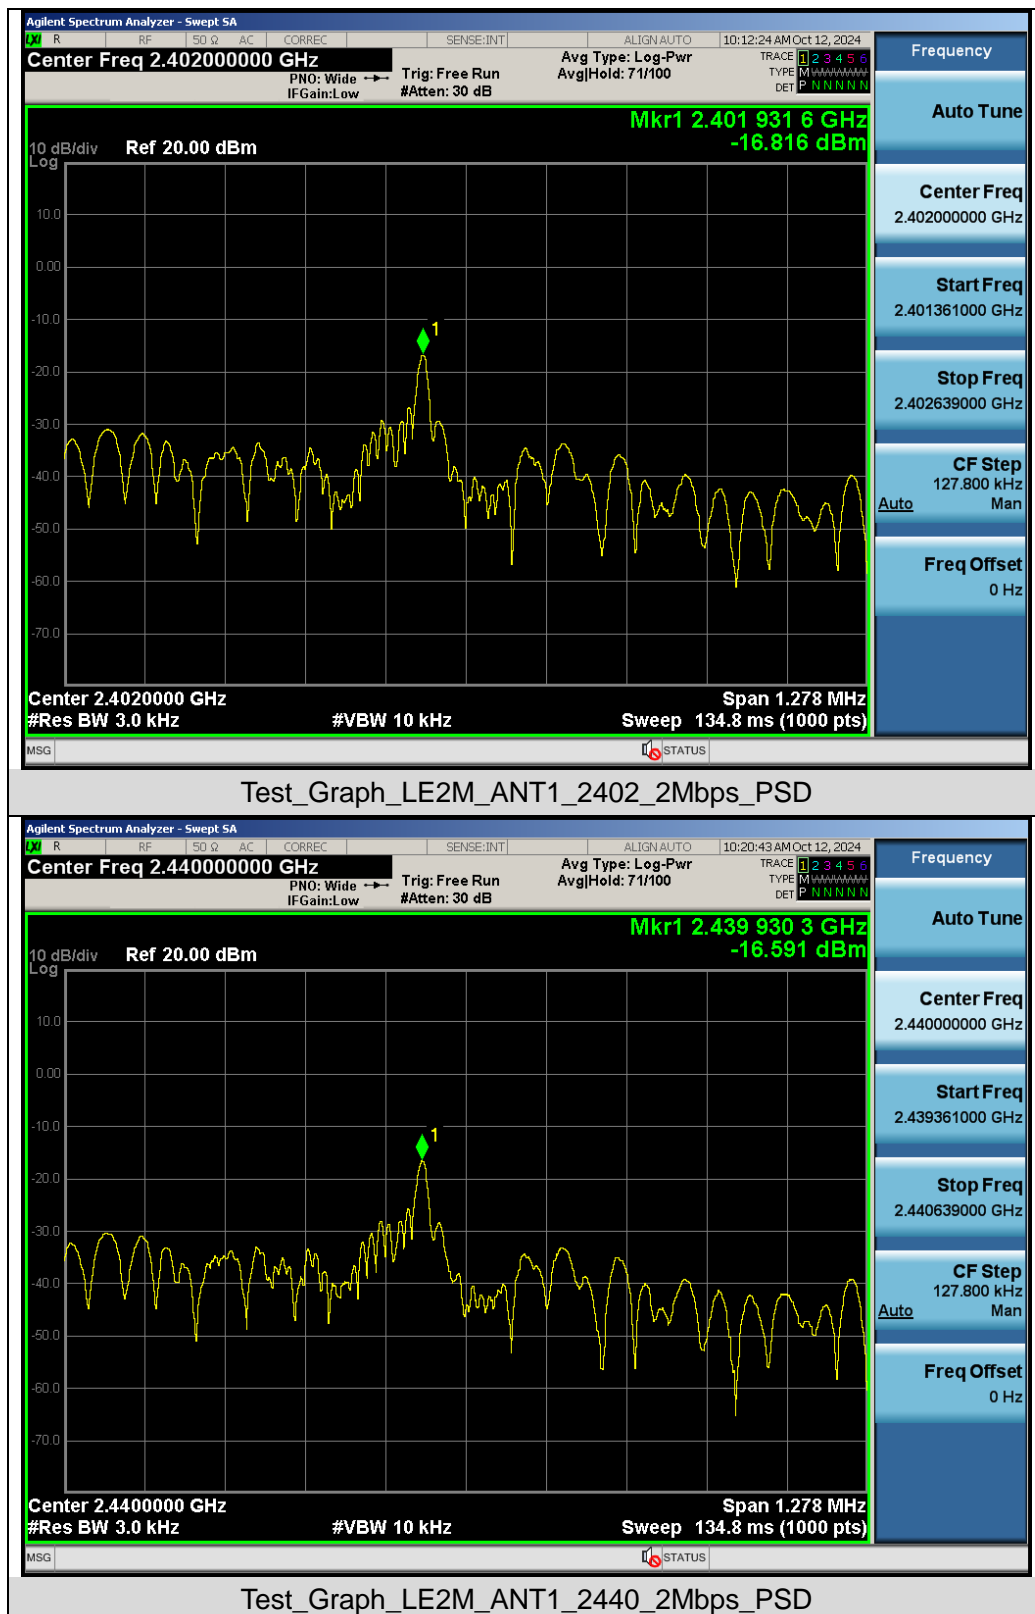 Agilent Spectrum Analyzer - Swept SA
LXI R RF 50 Ω AC CORREC SENSE:INT ALIGN AUTO 10:12:24 AM Oct 12, 2024
Center Freq 2.402000000 GHz
PNO: Wide
IFGain:Low
Trig: Free Run
#Atten: 30 dB
Avg Type: Log-Pwr
Avg|Hold: 71/100
TRACE 1 2 3 4 5 6
TYPE M
DET P N N N N N
Frequency
Auto Tune
Center Freq
2.402000000 GHz
Start Freq
2.401361000 GHz
Stop Freq
2.402639000 GHz
CF Step
127.800 kHz
Auto Man
Freq Offset
0 Hz
Mkr1 2.401 931 6 GHz
-16.816 dBm
10 dB/div Ref 20.00 dBm
Log
10.0
0.00
-10.0
1
-20.0
-30.0
-40.0
-50.0
-60.0
-70.0
Center 2.4020000 GHz Span 1.278 MHz
#Res BW 3.0 kHz #VBW 10 kHz Sweep 134.8 ms (1000 pts)
MSG STATUS
Test_Graph_LE2M_ANT1_2402_2Mbps_PSD
Agilent Spectrum Analyzer - Swept SA
LXI R RF 50 Ω AC CORREC SENSE:INT ALIGN AUTO 10:20:43 AM Oct 12, 2024
Center Freq 2.440000000 GHz
PNO: Wide
IFGain:Low
Trig: Free Run
#Atten: 30 dB
Avg Type: Log-Pwr
Avg|Hold: 71/100
TRACE 1 2 3 4 5 6
TYPE M
DET P N N N N N
Frequency
Auto Tune
Center Freq
2.440000000 GHz
Start Freq
2.439361000 GHz
Stop Freq
2.440639000 GHz
CF Step
127.800 kHz
Auto Man
Freq Offset
0 Hz
Mkr1 2.439 930 3 GHz
-16.591 dBm
10 dB/div Ref 20.00 dBm
Log
10.0
0.00
-10.0
1
-20.0
-30.0
-40.0
-50.0
-60.0
-70.0
Center 2.4400000 GHz Span 1.278 MHz
#Res BW 3.0 kHz #VBW 10 kHz Sweep 134.8 ms (1000 pts)
MSG STATUS
Test_Graph_LE2M_ANT1_2440_2Mbps_PSD